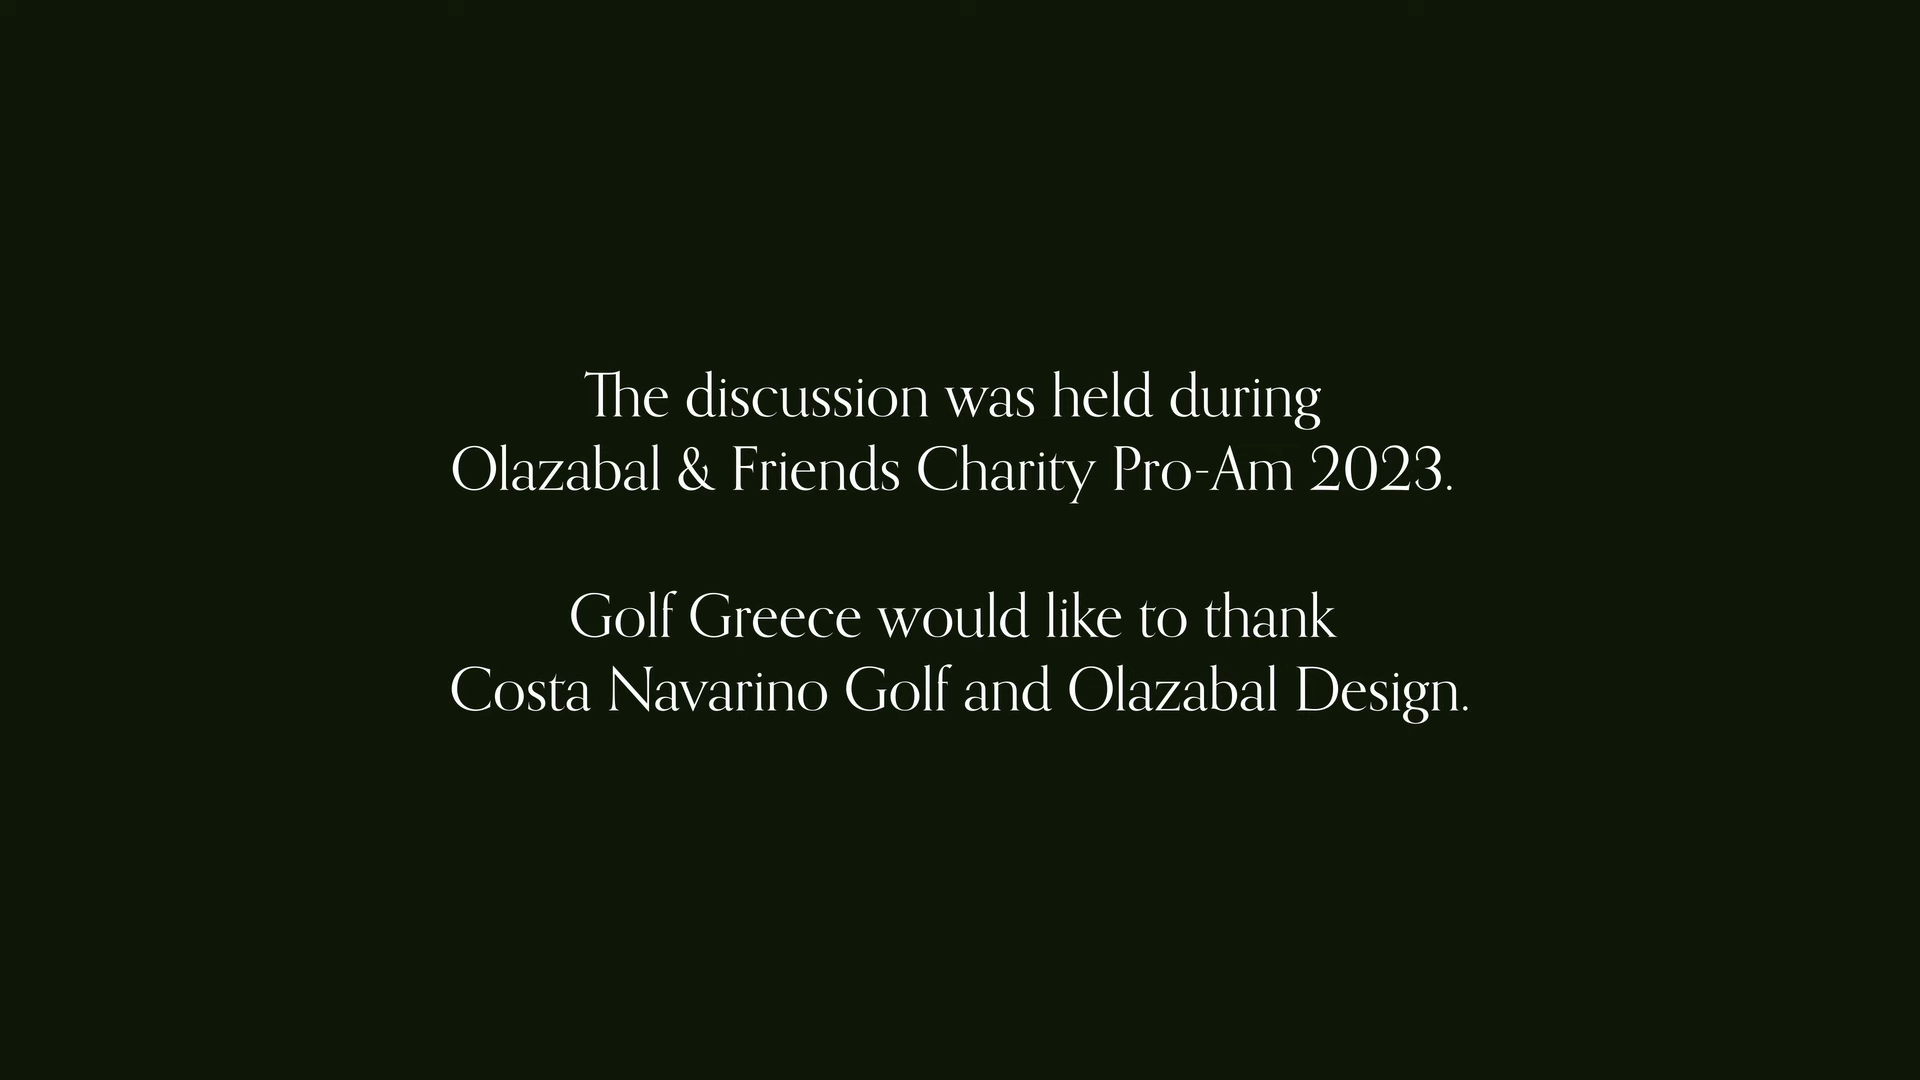 The discussion was held during
Olazabal & Friends Charity Pro-Am 2023.
Golf Greece would like to thank
Costa Navarino Golf and Olazabal Design.